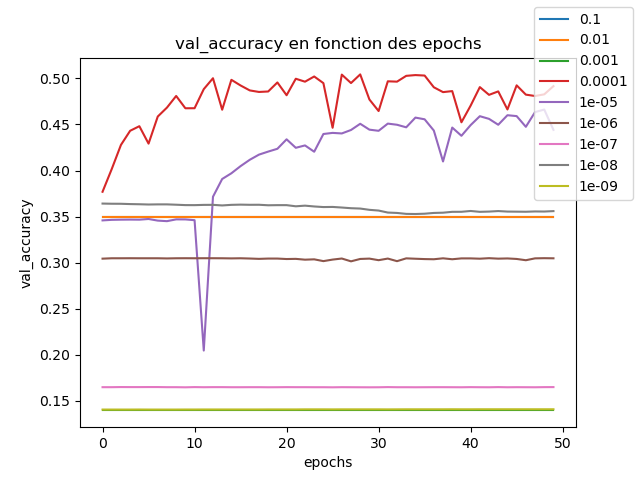 val_accuracy en fonction des epochs
0.1
0.01
0.001
0.0001
1e-05
1e-06
1e-07
1e-08
1e-09
val_accuracy
0.50
0.45
0.40
0.35
0.30
0.25
0.20
0.15
0
10
20
30
40
50
epochs